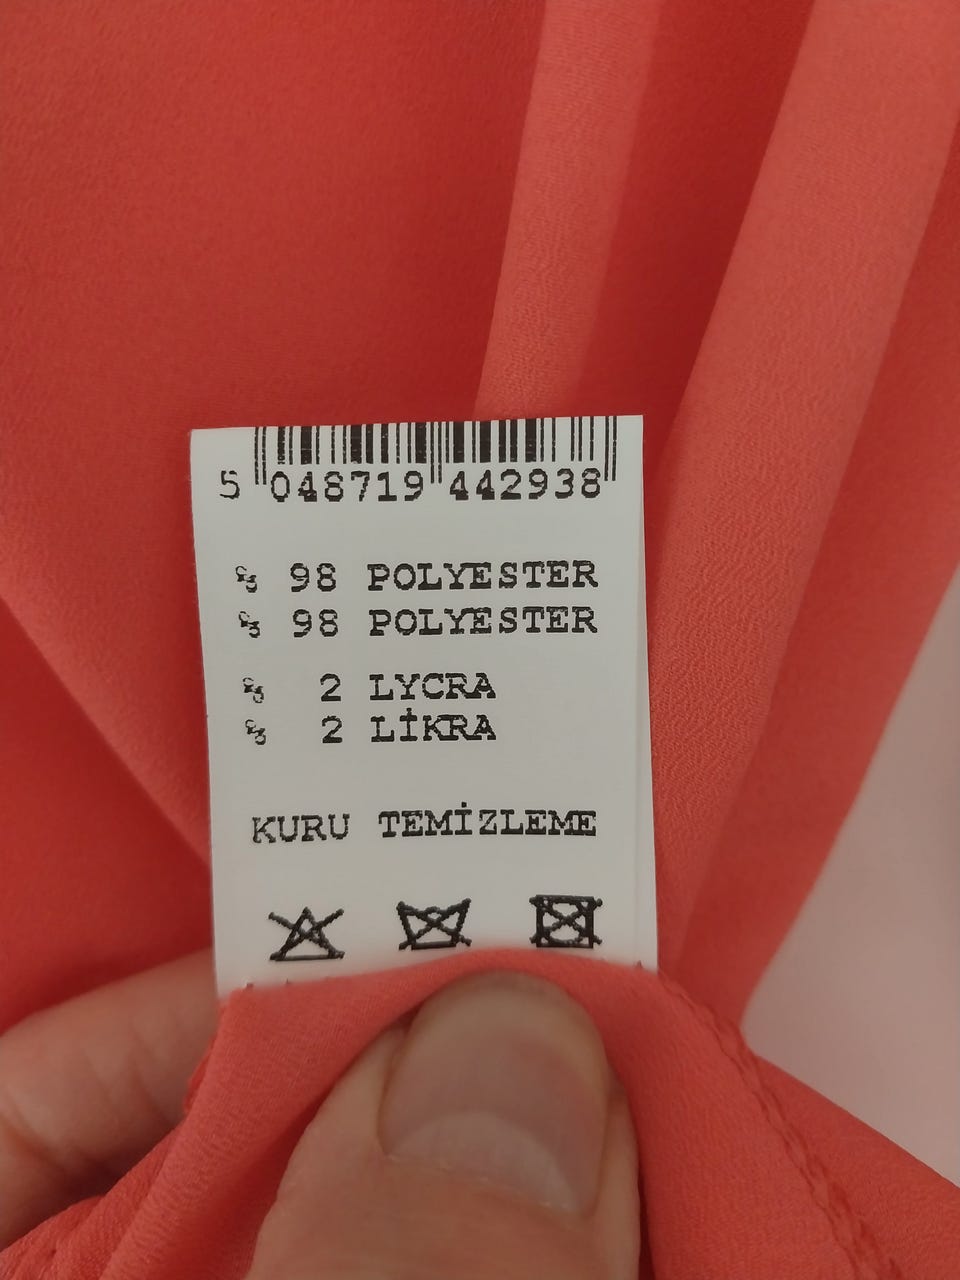 5 048719 442938
% 98 POLYESTER
% 98 POLYESTER
% 2 LYCRA
% 2 LİKRA
KURU TEMİZLEME